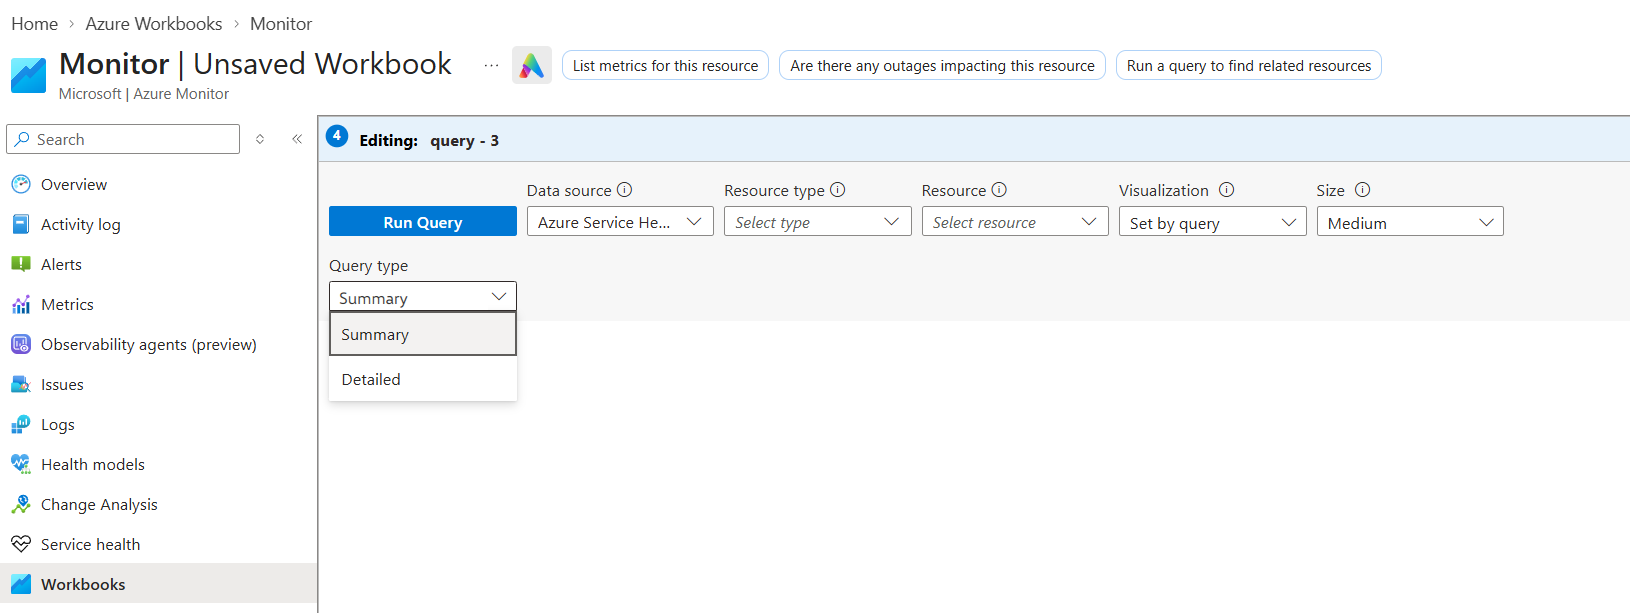 Home > Azure Workbooks > Monitor
Monitor | Unsaved Workbook
...
List metrics for this resource
Are there any outages impacting this resource
Run a query to find related resources
Microsoft | Azure Monitor
Search
Overview
Activity log
Alerts
Metrics
Observability agents (preview)
Issues
Logs
Health models
Change Analysis
Service health
Workbooks
4 Editing: query - 3
Run Query
Data source
Azure Service He...
Resource type
Select type
Resource
Select resource
Visualization
Set by query
Size
Medium
Query type
Summary
Summary
Detailed